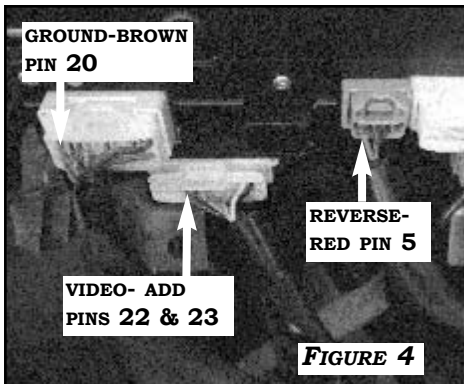 GROUND-BROWN
PIN 20
REVERSE-
RED PIN 5
VIDEO- ADD
PINS 22 & 23
FIGURE 4